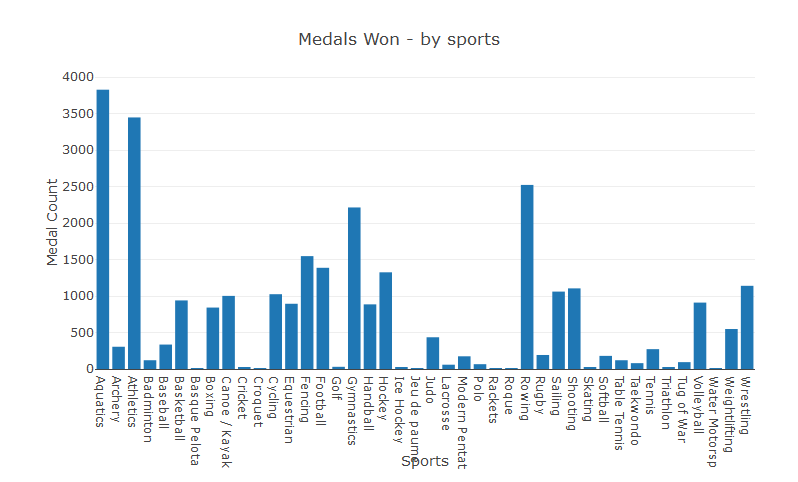 Medals Won - by sports
Medal Count
4000
3500
3000
2500
2000
1500
1000
500
0
Aquatics
Archery
Athletics
Badminton
Baseball
Basketball
Basque Pelota
Boxing
Canoe / Kayak
Cricket
Croquet
Cycling
Equestrian
Fencing
Football
Golf
Gymnastics
Handball
Hockey
Ice Hockey
Jeu de paume
Judo
Lacrosse
Modern Pentat
Polo
Rackets
Roque
Rowing
Rugby
Sailing
Shooting
Skating
Softball
Table Tennis
Taekwondo
Tennis
Triathlon
Tug of War
Volleyball
Water Motorsp
Weightlifting
Wrestling
Sports